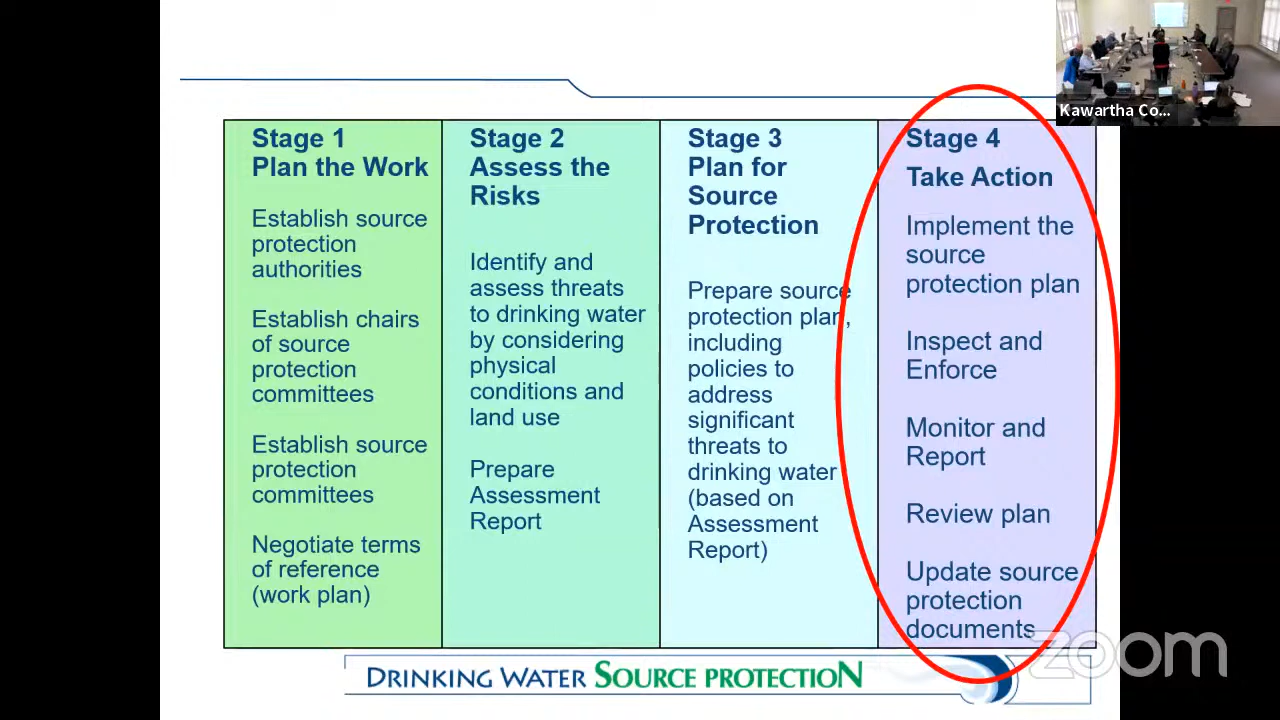 Kawartha Co...
Stage 1
Plan the Work
Establish source
protection
authorities
Establish chairs
of source
protection
committees
Establish source
protection
committees
Negotiate terms
of reference
(work plan)
Stage 2
Assess the
Risks
Identify and
assess threats
to drinking water
by considering
physical
conditions and
land use
Prepare
Assessment
Report
Stage 3
Plan for
Source
Protection
Prepare source
protection plan,
including
policies to
address
significant
threats to
drinking water
(based on
Assessment
Report)
Stage 4
Take Action
Implement the
source
protection plan
Inspect and
Enforce
Monitor and
Report
Review plan
Update source
protection
documents
DRINKING WATER SOURCE PROTECTION
zoom